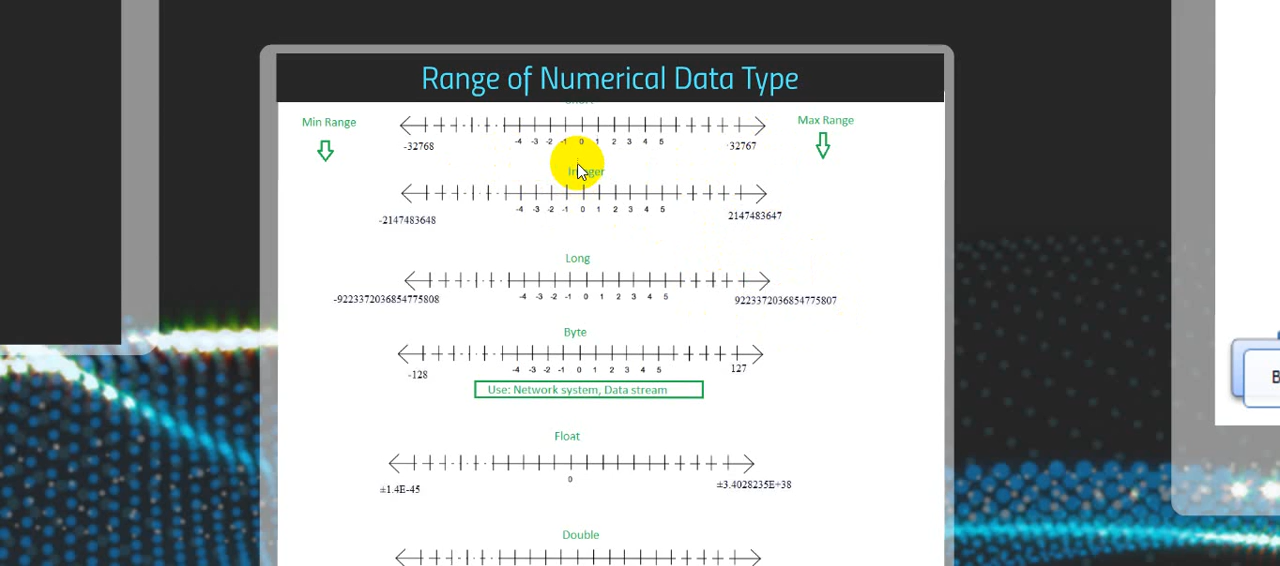 Range of Numerical Data Type
Min Range
Max Range
-4 -3 -2 -1 0 1 2 3 4 5
-32768
32767
Integer
-4 -3 -2 -1 0 1 2 3 4 5
-2147483648
2147483647
Long
-4 -3 -2 -1 0 1 2 3 4 5
-9223372036854775808
9223372036854775807
Byte
-4 -3 -2 -1 0 1 2 3 4 5
-128
127
Use: Network system, Data stream
Float
0
±1.4E-45
±3.4028235E+38
Double
B